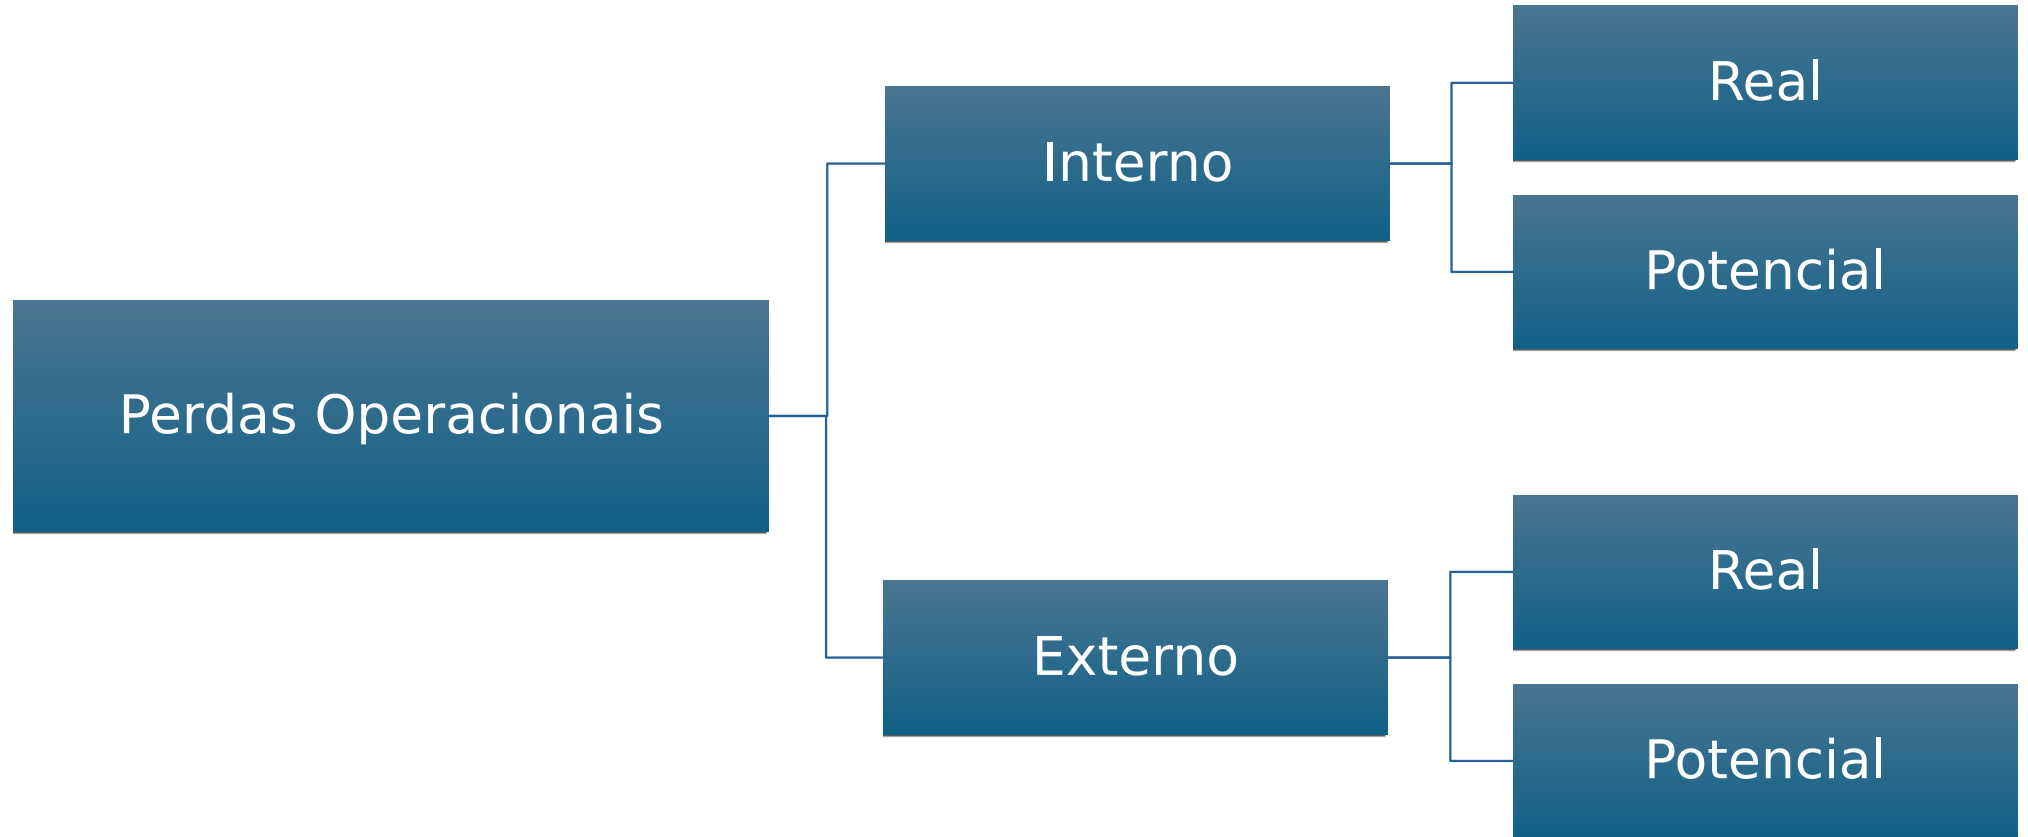 Perdas Operacionais
Interno
Real
Potencial
Externo
Real
Potencial